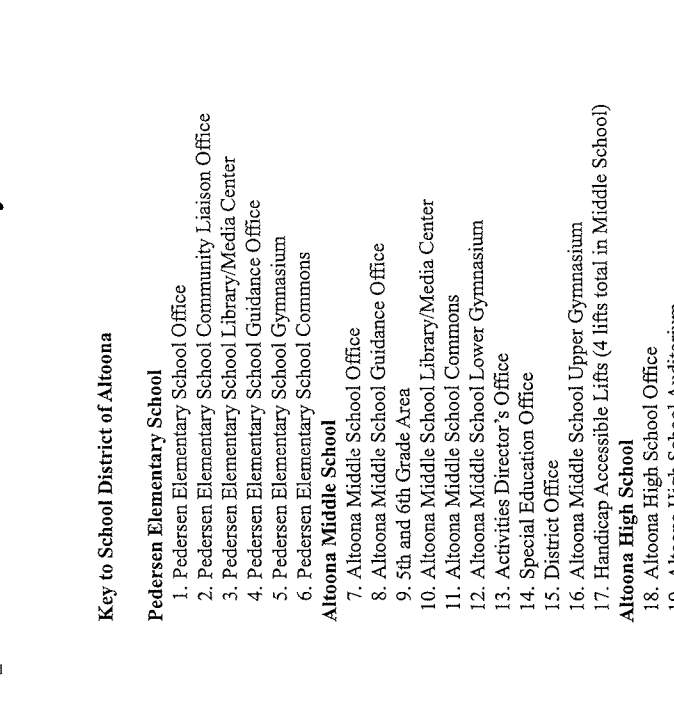 Key to School District of Altoona
Pedersen Elementary School
1. Pedersen Elementary School Office
2. Pedersen Elementary School Community Liaison Office
3. Pedersen Elementary School Library/Media Center
4. Pedersen Elementary School Guidance Office
5. Pedersen Elementary School Gymnasium
6. Pedersen Elementary School Commons
Altoona Middle School
7. Altoona Middle School Office
8. Altoona Middle School Guidance Office
9. 5th and 6th Grade Area
10. Altoona Middle School Library/Media Center
11. Altoona Middle School Commons
12. Altoona Middle School Lower Gymnasium
13. Activities Director's Office
14. Special Education Office
15. District Office
16. Altoona Middle School Upper Gymnasium
17. Handicap Accessible Lifts (4 lifts total in Middle School)
Altoona High School
18. Altoona High School Office
19. Altoona High School Auditorium